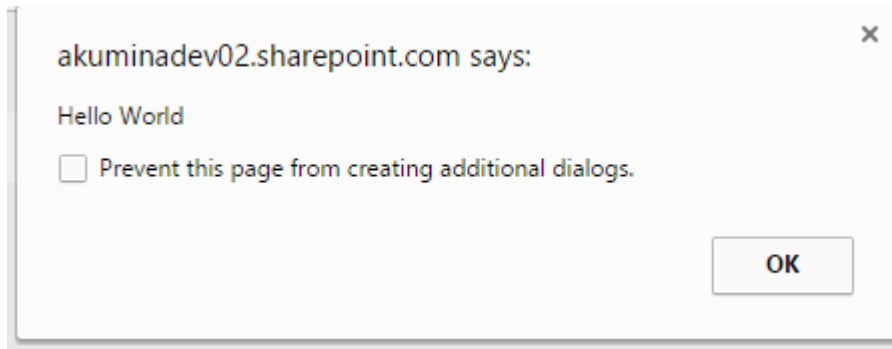 akuminadev02.sharepoint.com says:
Hello World
Prevent this page from creating additional dialogs.
OK